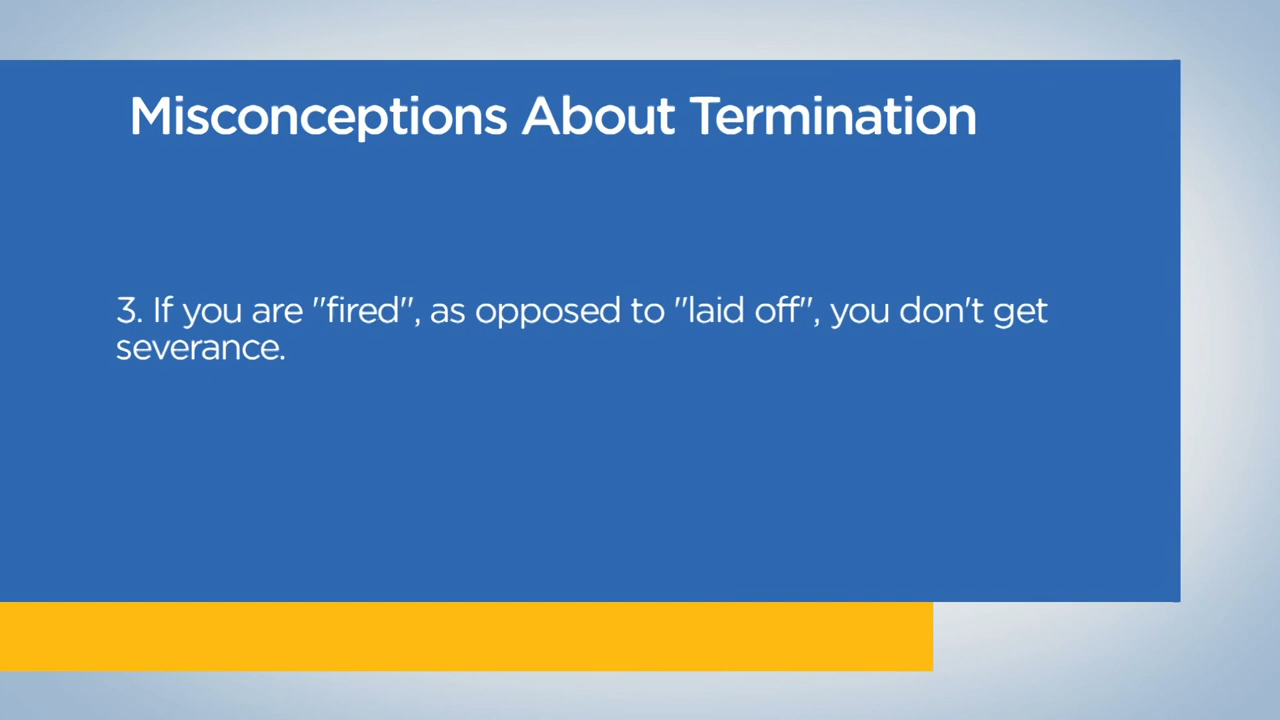 Misconceptions About Termination
3. If you are "fired", as opposed to "laid off", you don't get
severance.